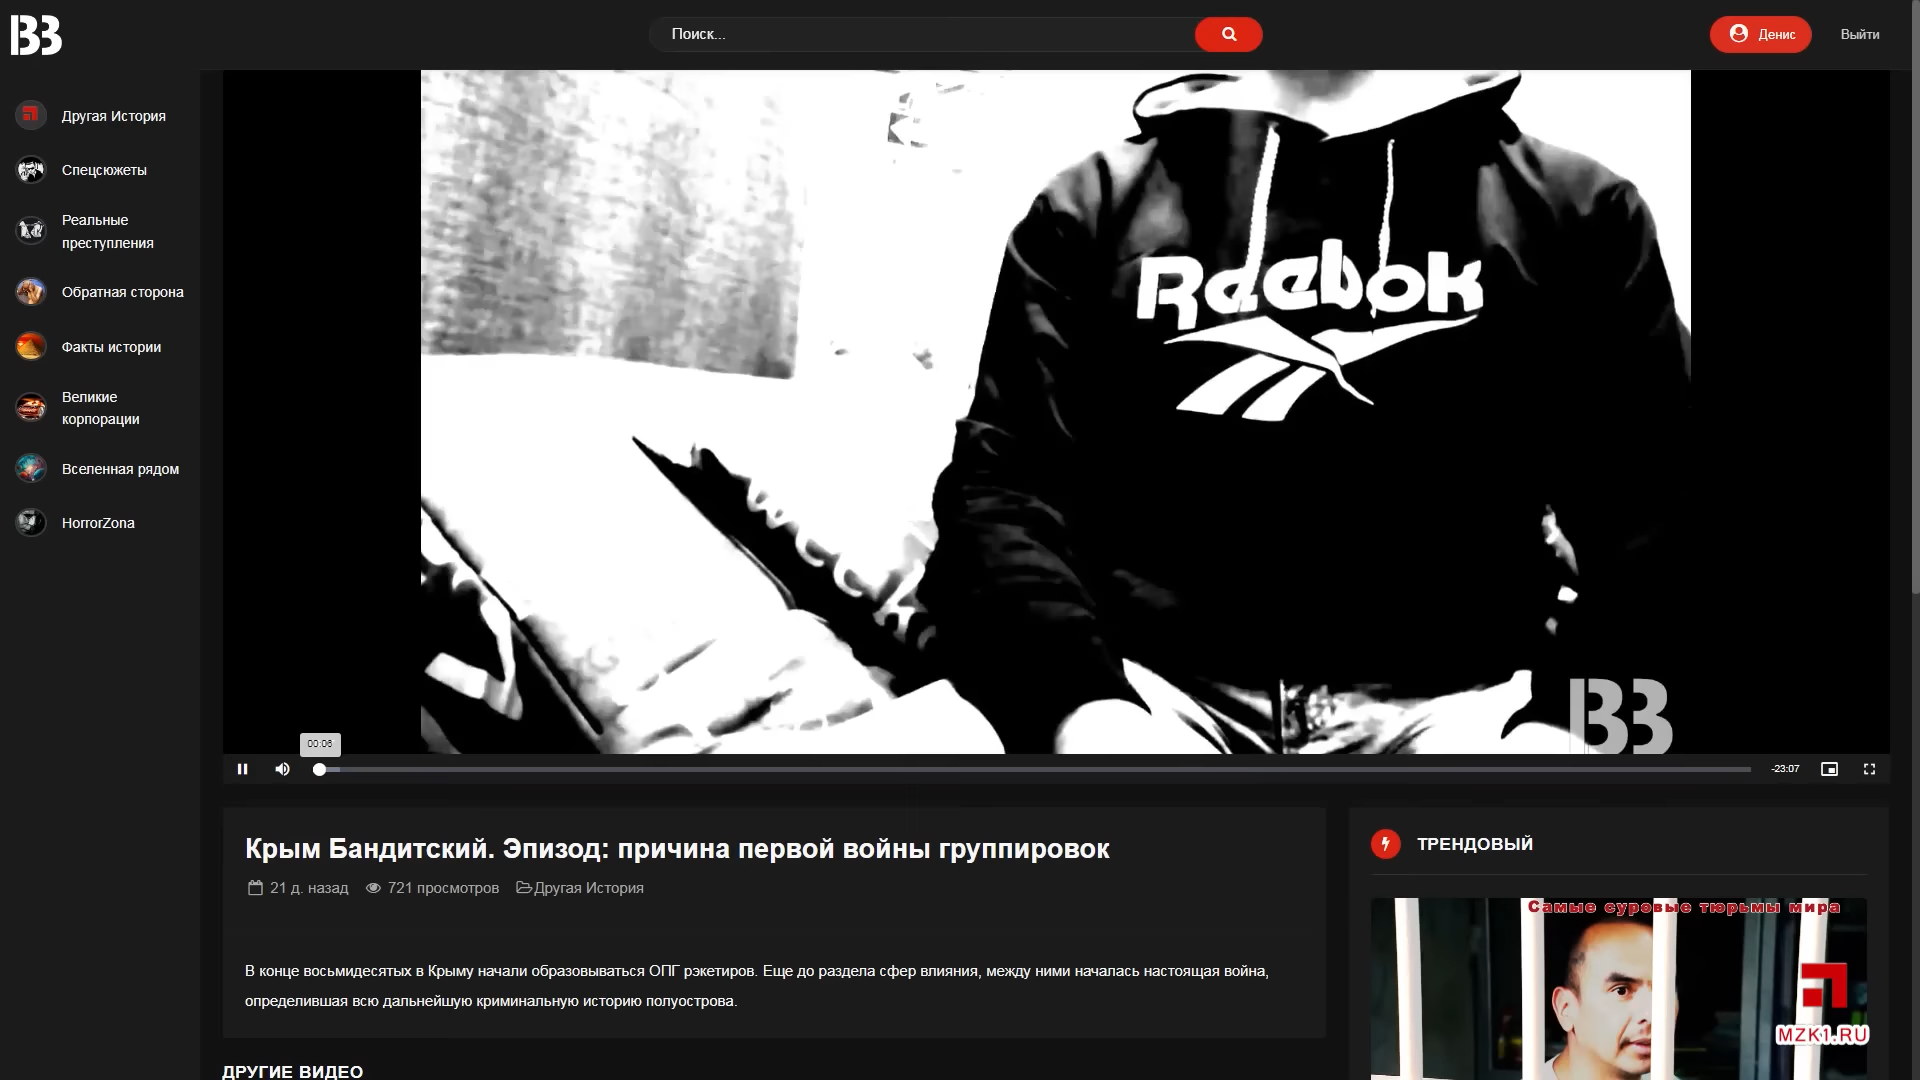 B3
Поиск...
Денис
Выйти
Другая История
Спецсюжеты
Реальные
преступления
Обратная сторона
Факты истории
Великие
корпорации
Вселенная рядом
HorrorZona
Reebok
B3
00:06
-23:07
Крым Бандитский. Эпизод: причина первой войны группировок
21 д. назад 721 просмотров Другая История
В конце восьмидесятых в Крыму начали образовываться ОПГ рэкетиров. Еще до раздела сфер влияния, между ними началась настоящая война,
определившая всю дальнейшую криминальную историю полуострова.
ДРУГИЕ ВИДЕО
ТРЕНДОВЫЙ
Самые суровые тюрьмы мира
MZK1.RU